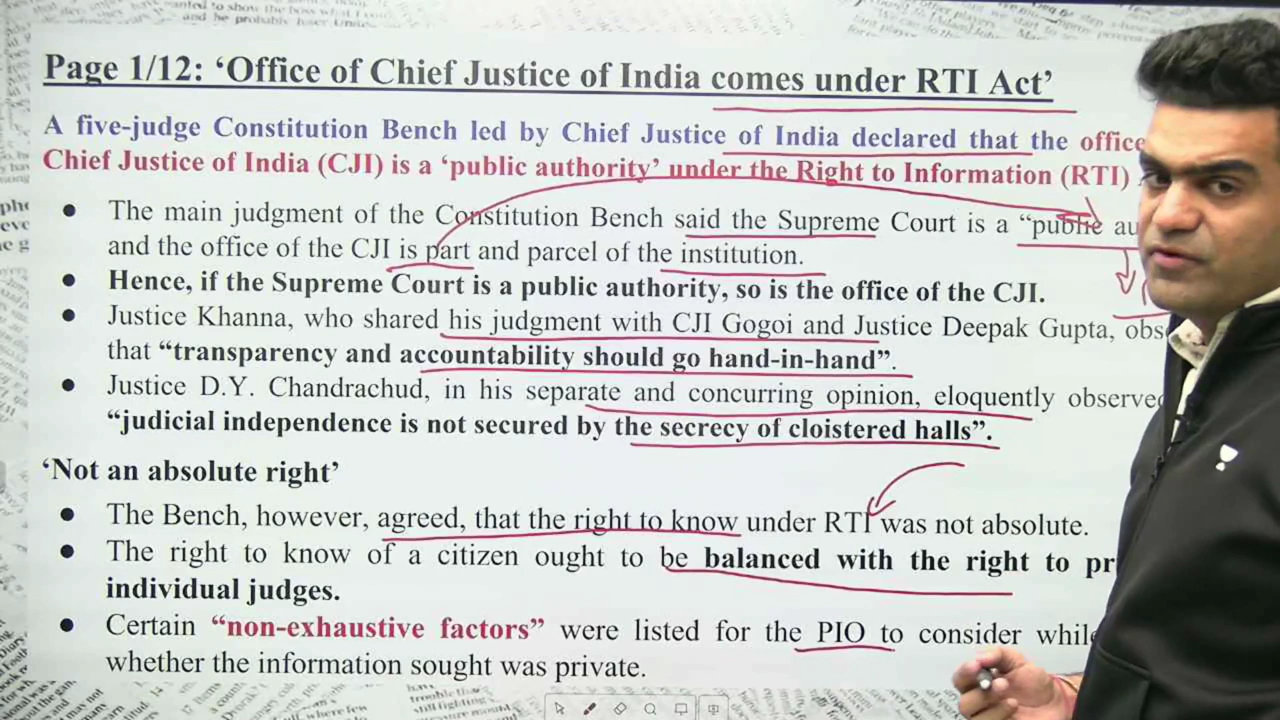 Page 1/12: ‘Office of Chief Justice of India comes under RTI Act’
A five-judge Constitution Bench led by Chief Justice of India declared that the office
Chief Justice of India (CJI) is a ‘public authority’ under the Right to Information (RTI)
● The main judgment of the Constitution Bench said the Supreme Court is a “public
and the office of the CJI is part and parcel of the institution.
● Hence, if the Supreme Court is a public authority, so is the office of the CJI.
● Justice Khanna, who shared his judgment with CJI Gogoi and Justice Deepak Gupta,
that “transparency and accountability should go hand-in-hand”.
● Justice D.Y. Chandrachud, in his separate and concurring opinion, eloquently observed
“judicial independence is not secured by the secrecy of cloistered halls”.
‘Not an absolute right’
● The Bench, however, agreed, that the right to know under RTI was not absolute.
● The right to know of a citizen ought to be balanced with the right to
individual judges.
● Certain “non-exhaustive factors” were listed for the PIO to consider
whether the information sought was private.